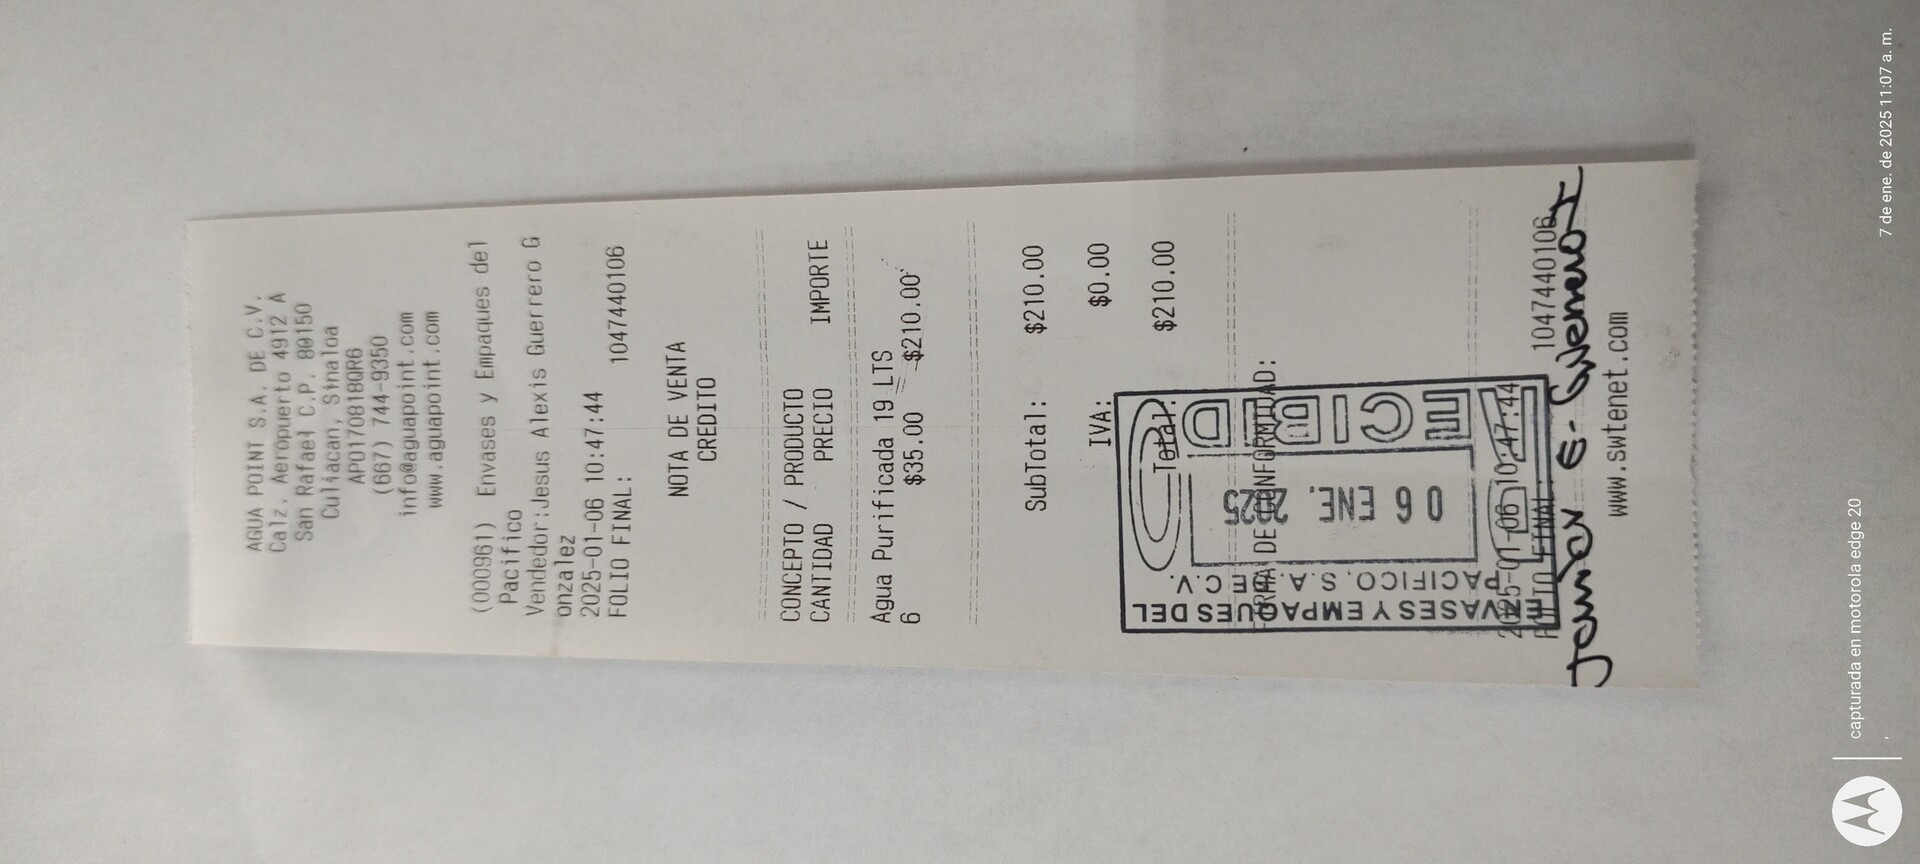 AGUA POINT S.A. DE C.V.
Calz. Aeropuerto 4912 A
San Rafael C.P. 80150
Culiacan, Sinaloa
APO170818QR6
(667) 744-9350
info@aguapoint.com
www.aguapoint.com
(000961) Envases y Empaques del
Pacifico
Vendedor:Jesus Alexis Guerrero G
onzalez
2025-01-06 10:47:44
FOLIO FINAL: 1047440106
NOTA DE VENTA
CREDITO
CONCEPTO / PRODUCTO
CANTIDAD PRECIO IMPORTE
Agua Purificada 19 LTS
6 $35.00 $210.00
SubTotal: $210.00
IVA: $0.00
Total: $210.00
FIRMA DE CONFORMIDAD:
ENVASES Y EMPAQUES DEL
PACIFICO, S.A. DE C.V.
06 ENE. 2025
RECIBIDO
2025-01-06 10:47:44
FOLIO FINAL: 1047440106
www.swtenet.com
capturada en motorola edge 20
7 de ene. de 2025 11:07 a. m.